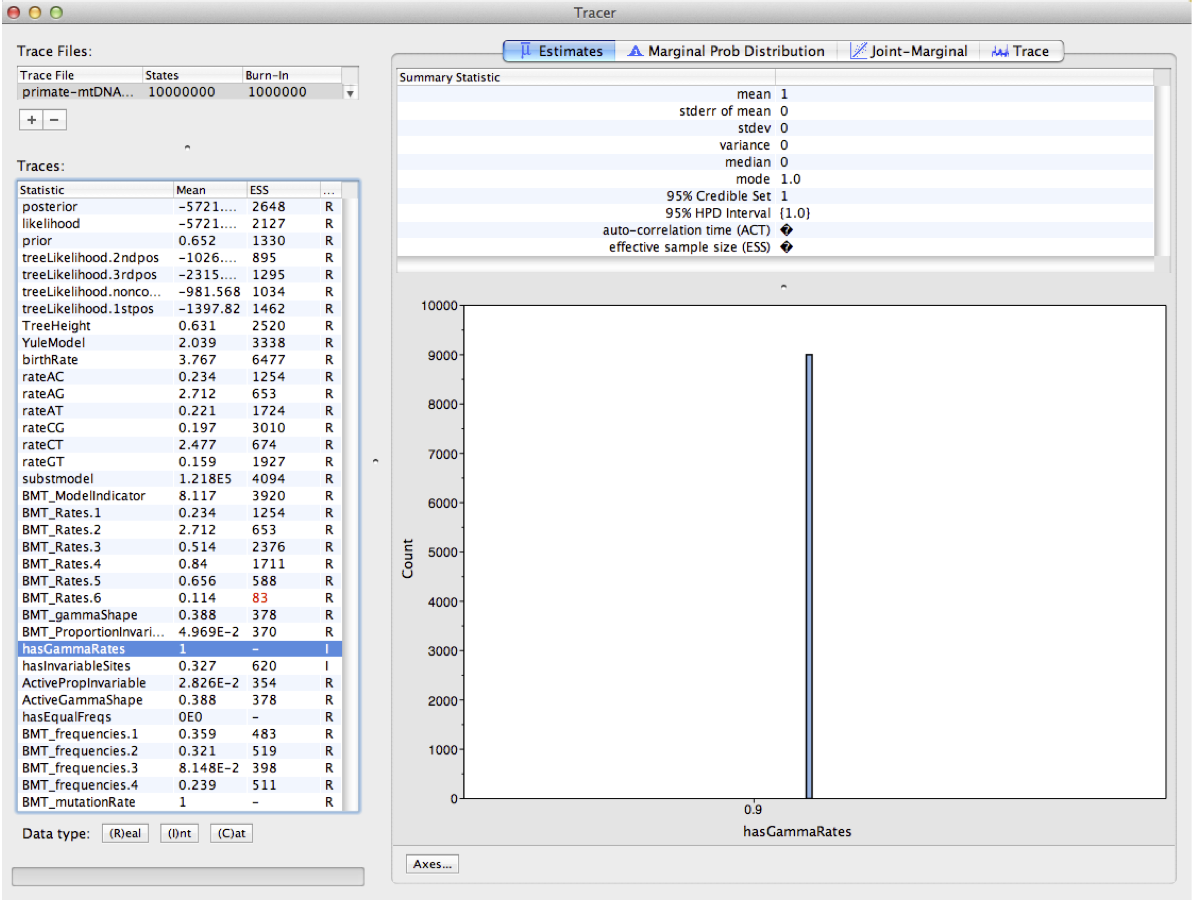 Tracer
Trace Files:
Trace File States Burn-In
primate-mtDNA... 10000000 1000000
+ −
Traces:
Statistic Mean ESS ...
posterior -5721.... 2648 R
likelihood -5721.... 2127 R
prior 0.652 1330 R
treeLikelihood.2ndpos -1026.... 895 R
treeLikelihood.3rdpos -2315.... 1295 R
treeLikelihood.nonco... -981.568 1034 R
treeLikelihood.1stpos -1397.82 1462 R
TreeHeight 0.631 2520 R
YuleModel 2.039 3338 R
birthRate 3.767 6477 R
rateAC 0.234 1254 R
rateAG 2.712 653 R
rateAT 0.221 1724 R
rateCG 0.197 3010 R
rateCT 2.477 674 R
rateGT 0.159 1927 R
substmodel 1.218E5 4094 R
BMT_ModelIndicator 8.117 3920 R
BMT_Rates.1 0.234 1254 R
BMT_Rates.2 2.712 653 R
BMT_Rates.3 0.514 2376 R
BMT_Rates.4 0.84 1711 R
BMT_Rates.5 0.656 588 R
BMT_Rates.6 0.114 83 R
BMT_gammaShape 0.388 378 R
BMT_ProportionInvari... 4.969E-2 370 R
hasGammaRates 1 - I
hasInvariableSites 0.327 620 I
ActivePropInvariable 2.826E-2 354 R
ActiveGammaShape 0.388 378 R
hasEqualFreqs 0E0 - R
BMT_frequencies.1 0.359 483 R
BMT_frequencies.2 0.321 519 R
BMT_frequencies.3 8.148E-2 398 R
BMT_frequencies.4 0.239 511 R
BMT_mutationRate 1 - R
Data type: (R)eal (I)nt (C)at
Estimates Marginal Prob Distribution Joint-Marginal Trace
Summary Statistic
mean 1
stderr of mean 0
stdev 0
variance 0
median 0
mode 1.0
95% Credible Set 1
95% HPD Interval {1.0}
auto-correlation time (ACT) �
effective sample size (ESS) �
10000
9000
8000
7000
6000
5000
4000
3000
2000
1000
0
Count
0.9
hasGammaRates
Axes...